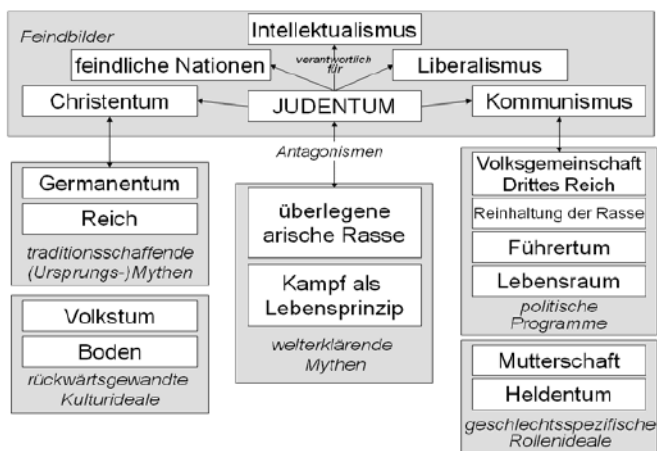 Feindbilder
Intellektualismus
verantwortlich
für
feindliche Nationen
Liberalismus
Christentum
JUDENTUM
Kommunismus
Antagonismen
Germanentum
Reich
traditionsschaffende
(Ursprungs-)Mythen
Volkstum
Boden
rückwärtsgewandte
Kulturideale
überlegene
arische Rasse
Kampf als
Lebensprinzip
welterklärende
Mythen
Volksgemeinschaft
Drittes Reich
Reinhaltung der Rasse
Führertum
Lebensraum
politische
Programme
Mutterschaft
Heldentum
geschlechtsspezifische
Rollenideale